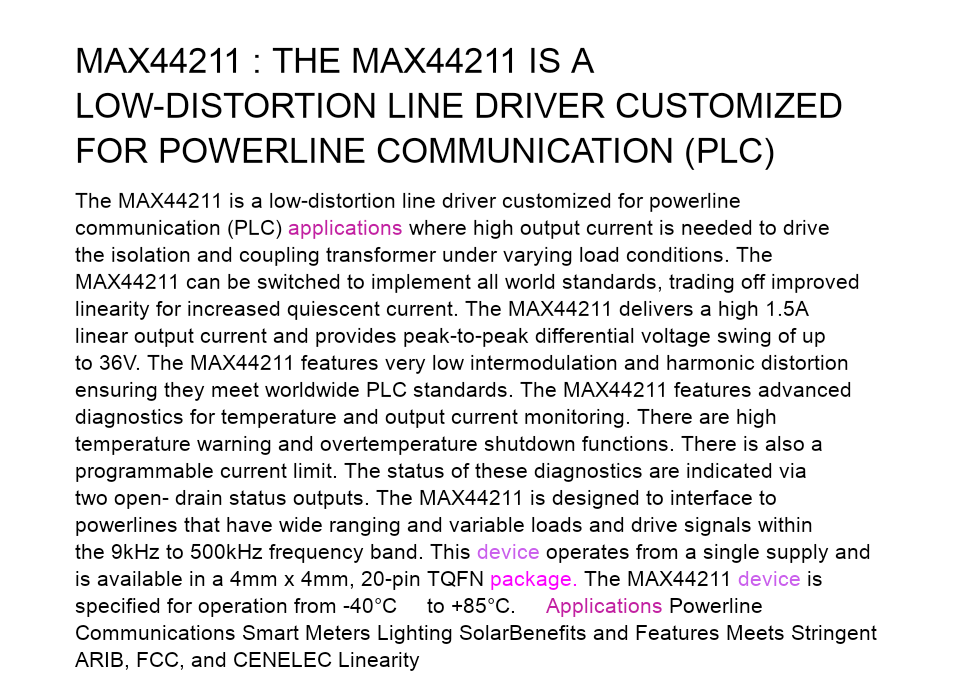 MAX44211 : THE MAX44211 IS A
LOW-DISTORTION LINE DRIVER CUSTOMIZED
FOR POWERLINE COMMUNICATION (PLC)
The MAX44211 is a low-distortion line driver customized for powerline
communication (PLC) applications where high output current is needed to drive
the isolation and coupling transformer under varying load conditions. The
MAX44211 can be switched to implement all world standards, trading off improved
linearity for increased quiescent current. The MAX44211 delivers a high 1.5A
linear output current and provides peak-to-peak differential voltage swing of up
to 36V. The MAX44211 features very low intermodulation and harmonic distortion
ensuring they meet worldwide PLC standards. The MAX44211 features advanced
diagnostics for temperature and output current monitoring. There are high
temperature warning and overtemperature shutdown functions. There is also a
programmable current limit. The status of these diagnostics are indicated via
two open- drain status outputs. The MAX44211 is designed to interface to
powerlines that have wide ranging and variable loads and drive signals within
the 9kHz to 500kHz frequency band. This device operates from a single supply and
is available in a 4mm x 4mm, 20-pin TQFN package. The MAX44211 device is
specified for operation from -40°C to +85°C. Applications Powerline
Communications Smart Meters Lighting SolarBenefits and Features Meets Stringent
ARIB, FCC, and CENELEC Linearity